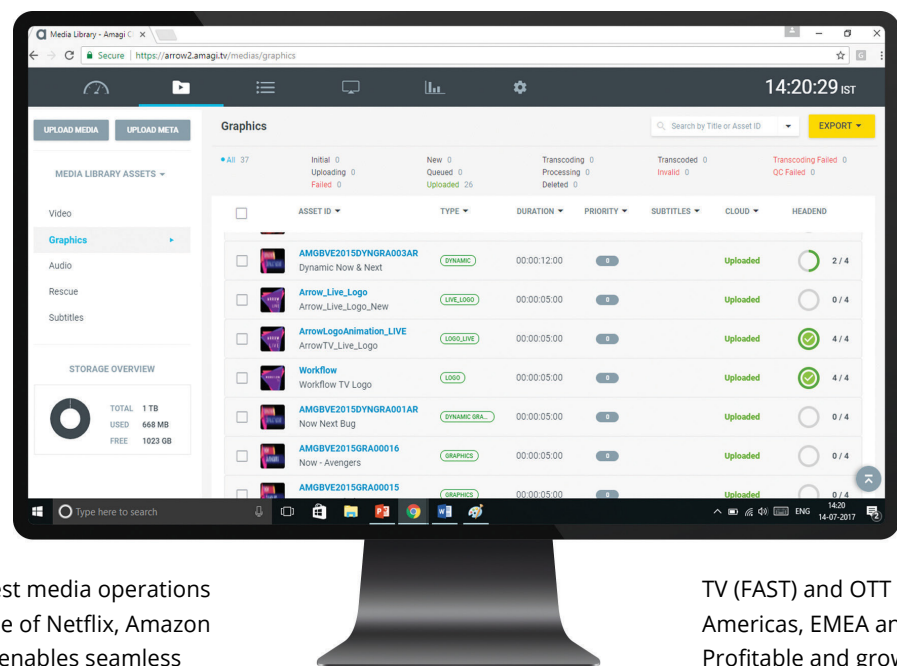 Media Library - Amagi C
Secure | https://arrow2.amagi.tv/medias/graphics
14:20:29 IST
UPLOAD MEDIA UPLOAD META
Graphics
Search by Title or Asset ID
EXPORT
MEDIA LIBRARY ASSETS
All 37 Initial 0 New 0 Transcoding 0 Transcoded 0 Transcoding Failed 0
Uploading 0 Queued 0 Processing 0 Invalid 0 QC Failed 0
Failed 0 Uploaded 26 Deleted 0
Video
Graphics
Audio
Rescue
Subtitles
STORAGE OVERVIEW
TOTAL 1 TB
USED 668 MB
FREE 1023 GB
ASSET ID TYPE DURATION PRIORITY SUBTITLES CLOUD HEADEND
AMGBVE2015DYNGRA003AR
Dynamic Now & Next
DYNAMIC 00:00:12:00 0 Uploaded 2 / 4
Arrow_Live_Logo
Arrow_Live_Logo_New
LIVE_LOGO 00:00:05:00 0 Uploaded 0 / 4
ArrowLogoAnimation_LIVE
ArrowTV_Live_Logo
LOGO_LIVE 00:00:05:00 0 Uploaded 4 / 4
Workflow
Workflow TV Logo
LOGO 00:00:05:00 0 Uploaded 4 / 4
AMGBVE2015DYNGRA001AR
Now Next Bug
DYNAMIC GRA... 00:00:05:00 0 Uploaded 0 / 4
AMGBVE2015GRA00016
Now - Avengers
GRAPHICS 00:00:05:00 0 Uploaded 0 / 4
AMGBVE2015GRA00015
GRAPHICS 00:00:05:00 0 Uploaded 0 / 4
Type here to search
ENG
14:20
14-07-2017
est media operations
e of Netflix, Amazon
enables seamless
TV (FAST) and OTT
Americas, EMEA an
Profitable and grow